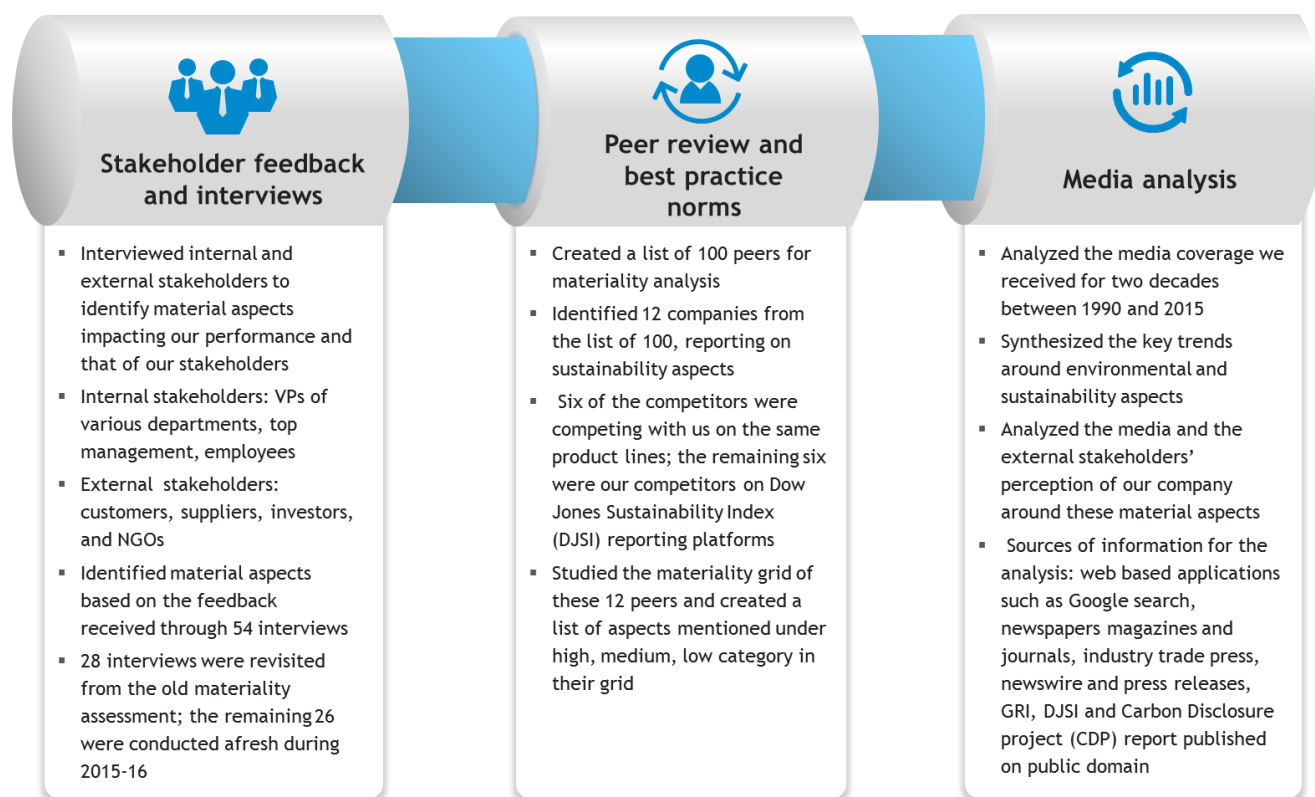 Stakeholder feedback
and interviews
▪ Interviewed internal and
external stakeholders to
identify material aspects
impacting our performance and
that of our stakeholders
▪ Internal stakeholders: VPs of
various departments, top
management, employees
▪ External stakeholders:
customers, suppliers, investors,
and NGOs
▪ Identified material aspects
based on the feedback
received through 54 interviews
▪ 28 interviews were revisited
from the old materiality
assessment; the remaining 26
were conducted afresh during
2015-16
Peer review and
best practice
norms
▪ Created a list of 100 peers for
materiality analysis
▪ Identified 12 companies from
the list of 100, reporting on
sustainability aspects
▪ Six of the competitors were
competing with us on the same
product lines; the remaining six
were our competitors on Dow
Jones Sustainability Index
(DJSI) reporting platforms
▪ Studied the materiality grid of
these 12 peers and created a
list of aspects mentioned under
high, medium, low category in
their grid
Media analysis
▪ Analyzed the media coverage we
received for two decades
between 1990 and 2015
▪ Synthesized the key trends
around environmental and
sustainability aspects
▪ Analyzed the media and the
external stakeholders’
perception of our company
around these material aspects
▪ Sources of information for the
analysis: web based applications
such as Google search,
newspapers magazines and
journals, industry trade press,
newswire and press releases,
GRI, DJSI and Carbon Disclosure
project (CDP) report published
on public domain